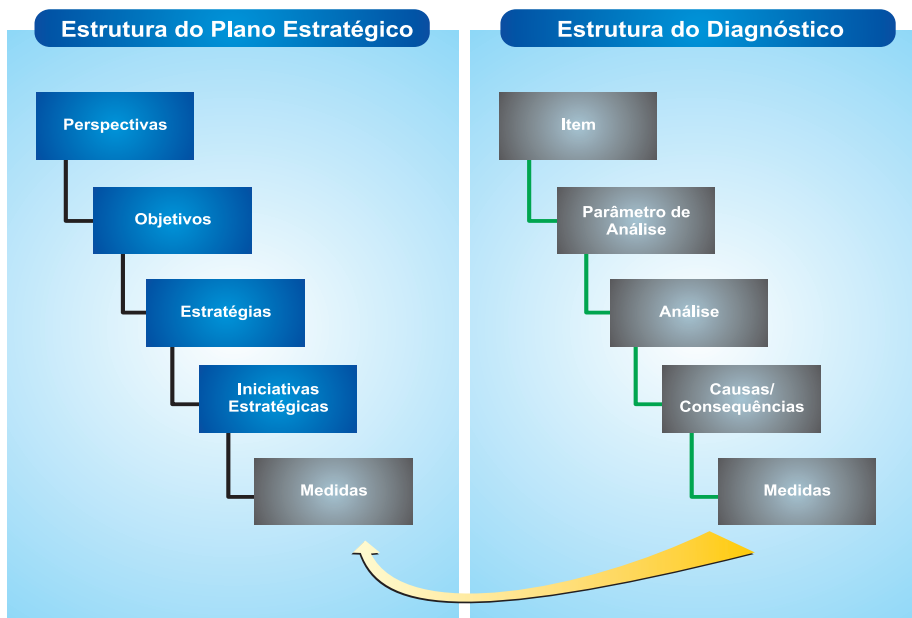 Estrutura do Plano Estratégico
Perspectivas
Objetivos
Estratégias
Iniciativas
Estratégicas
Medidas
Estrutura do Diagnóstico
Item
Parâmetro de
Análise
Análise
Causas/
Consequências
Medidas